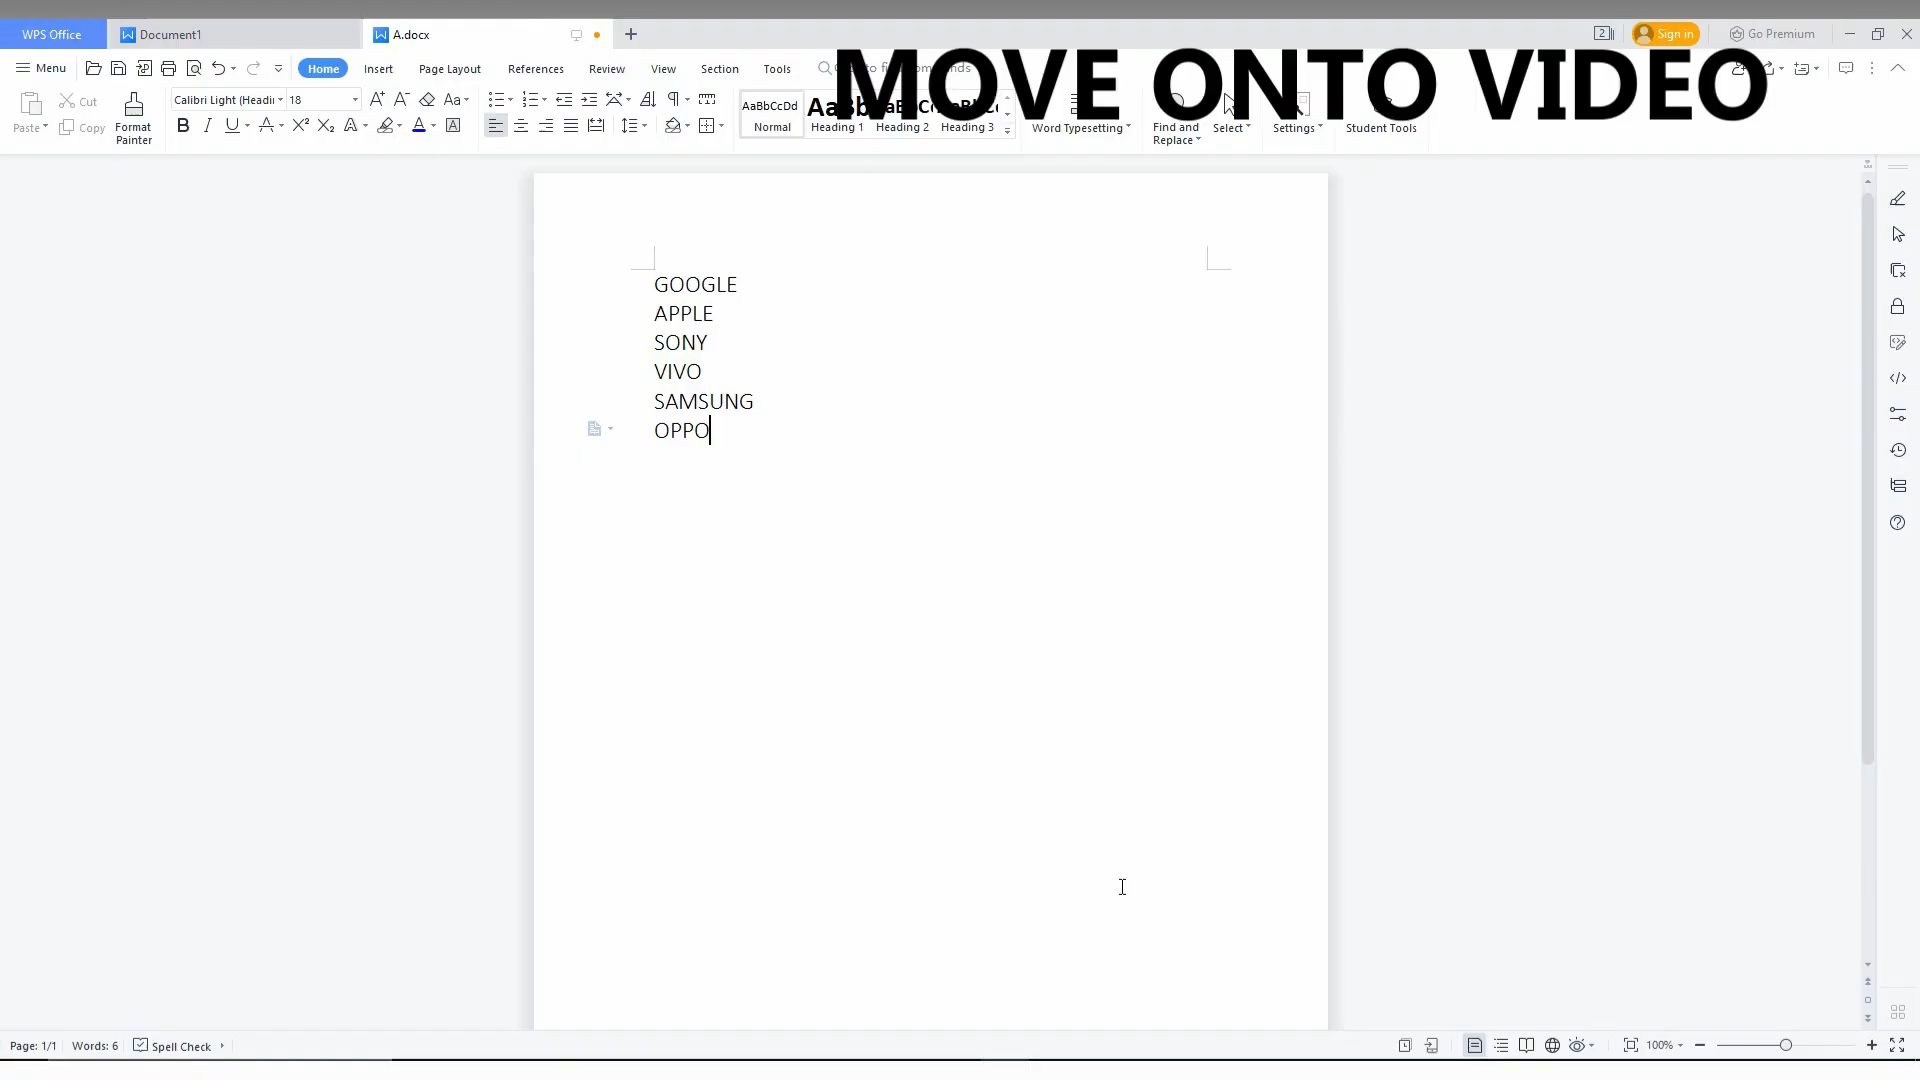 WPS Office
Document1
A.docx
2
Sign in
Go Premium
MOVE ONTO VIDEO
Menu
Home
Insert
Page Layout
References
Review
View
Section
Tools
Paste
Cut
Copy
Format
Painter
Calibri Light (Headi
18
AaBbCcDd
Normal
Heading 1
Heading 2
Heading 3
Word Typesetting
Find and
Replace
Select
Settings
Student Tools
GOOGLE
APPLE
SONY
VIVO
SAMSUNG
OPPO
Page: 1/1
Words: 6
Spell Check
100%